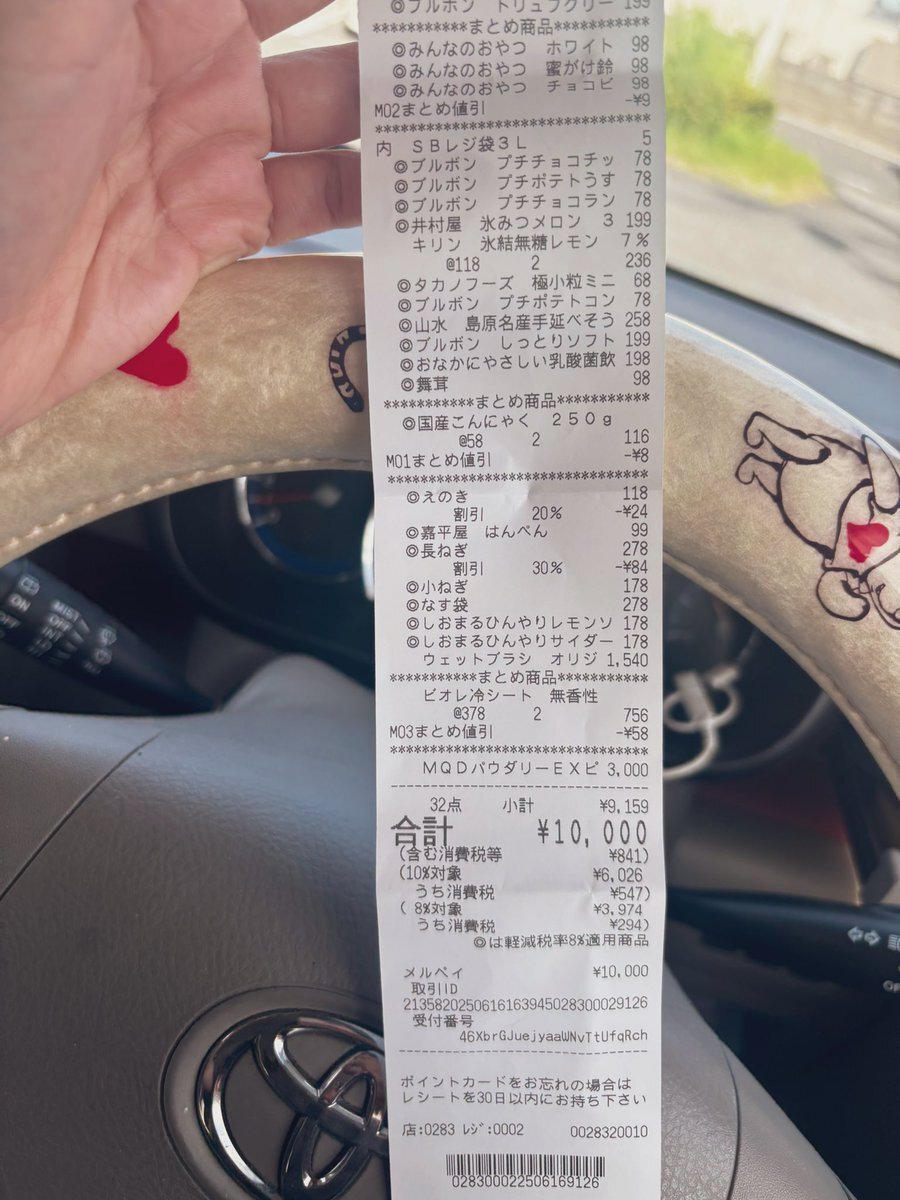 ◎ブルボン トリュフクリー 199
***********まとめ商品***********
◎みんなのおやつ ホワイト 98
◎みんなのおやつ 蜜がけ鈴 98
◎みんなのおやつ チョコビ 98
M02まとめ値引 -¥9
********************************
内 SBレジ袋3L 5
◎ブルボン プチチョコチッ 78
◎ブルボン プチポテトうす 78
◎ブルボン プチチョコラン 78
◎井村屋 氷みつメロン 3 199
キリン 氷結無糖レモン 7%
@118 2 236
◎タカノフーズ 極小粒ミニ 68
◎ブルボン プチポテトコン 78
◎山水 島原名産手延べそう 258
◎ブルボン しっとりソフト 199
◎おなかにやさしい乳酸菌飲 198
◎舞茸 98
***********まとめ商品***********
◎国産こんにゃく 250g
@58 2 116
M01まとめ値引 -¥8
********************************
◎えのき 118
割引 20% -¥24
◎嘉平屋 はんぺん 99
◎長ねぎ 278
割引 30% -¥84
◎小ねぎ 178
◎なす袋 278
◎しおまるひんやりレモンソ 178
◎しおまるひんやりサイダー 178
ウェットブラシ オリジ 1,540
***********まとめ商品***********
ビオレ冷シート 無香性
@378 2 756
M03まとめ値引 -¥58
********************************
MQDパウダリーEXピ 3,000
--------------------------------
32点 小計 ¥9,159
合計 ¥10,000
(含む消費税等 ¥841)
(10%対象 ¥6,026
うち消費税 ¥547)
( 8%対象 ¥3,974
うち消費税 ¥294)
◎は軽減税率8%適用商品
メルペイ ¥10,000
取引ID
21358202506161639450283000029126
受付番号
46XbrGJuejyaaWNvTtUfqRch
--------------------------------
ポイントカードをお忘れの場合は
レシートを30日以内にお持ち下さい
店:0283 レジ:0002 0028320010
028300022506169126
ON
OFF
MIST
INT